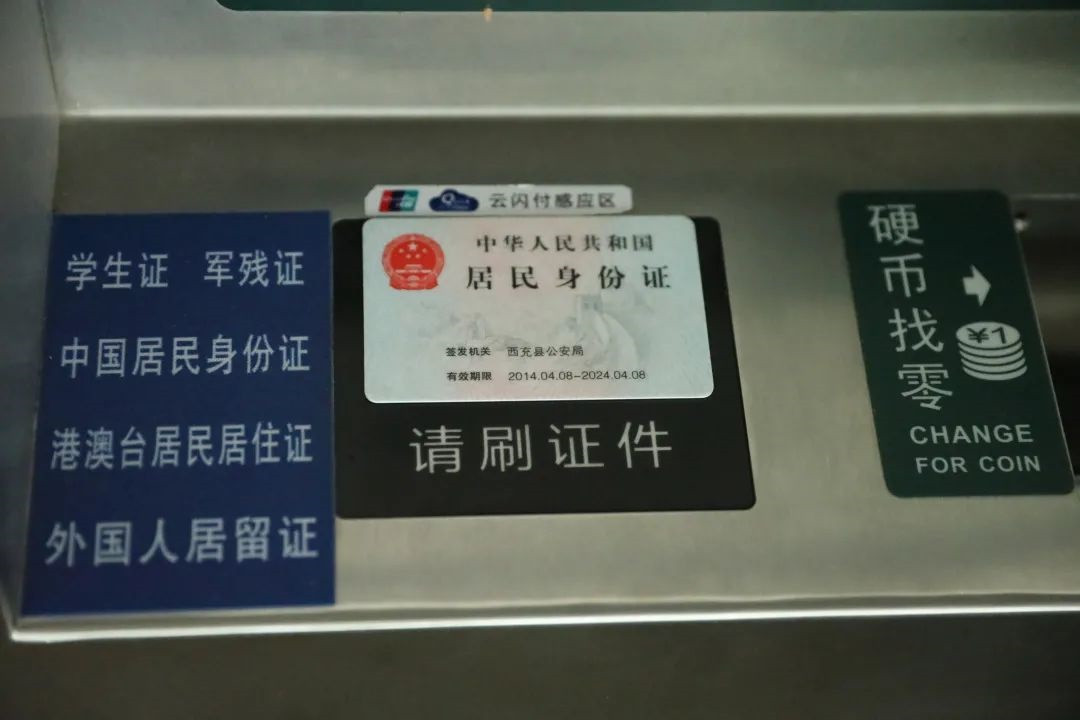 学生证 军残证
中国居民身份证
港澳台居民居住证
外国人居留证
云闪付感应区
中华人民共和国
居民身份证
签发机关 西充县公安局
有效期限 2014.04.08-2024.04.08
请刷证件
硬币找零
¥1
CHANGE
FOR COIN